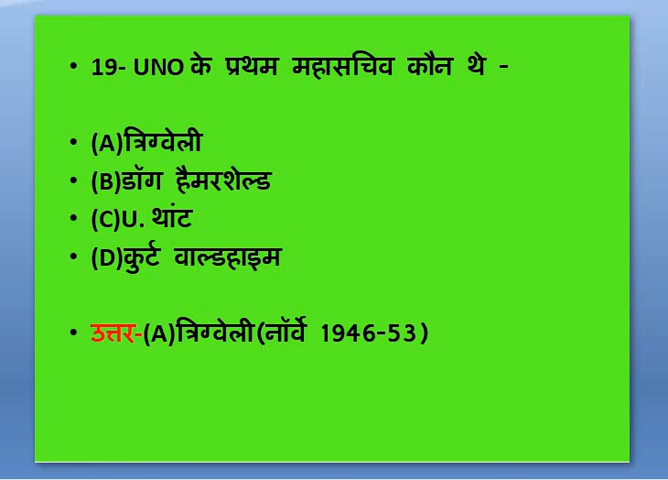 • 19- UNO के प्रथम महासचिव कौन थे -
• (A)त्रिग्वेली
• (B)डॉग हैमरशेल्ड
• (C)U. थांट
• (D)कुर्ट वाल्डहाइम
• उत्तर-(A)त्रिग्वेली(नॉर्वे 1946-53)